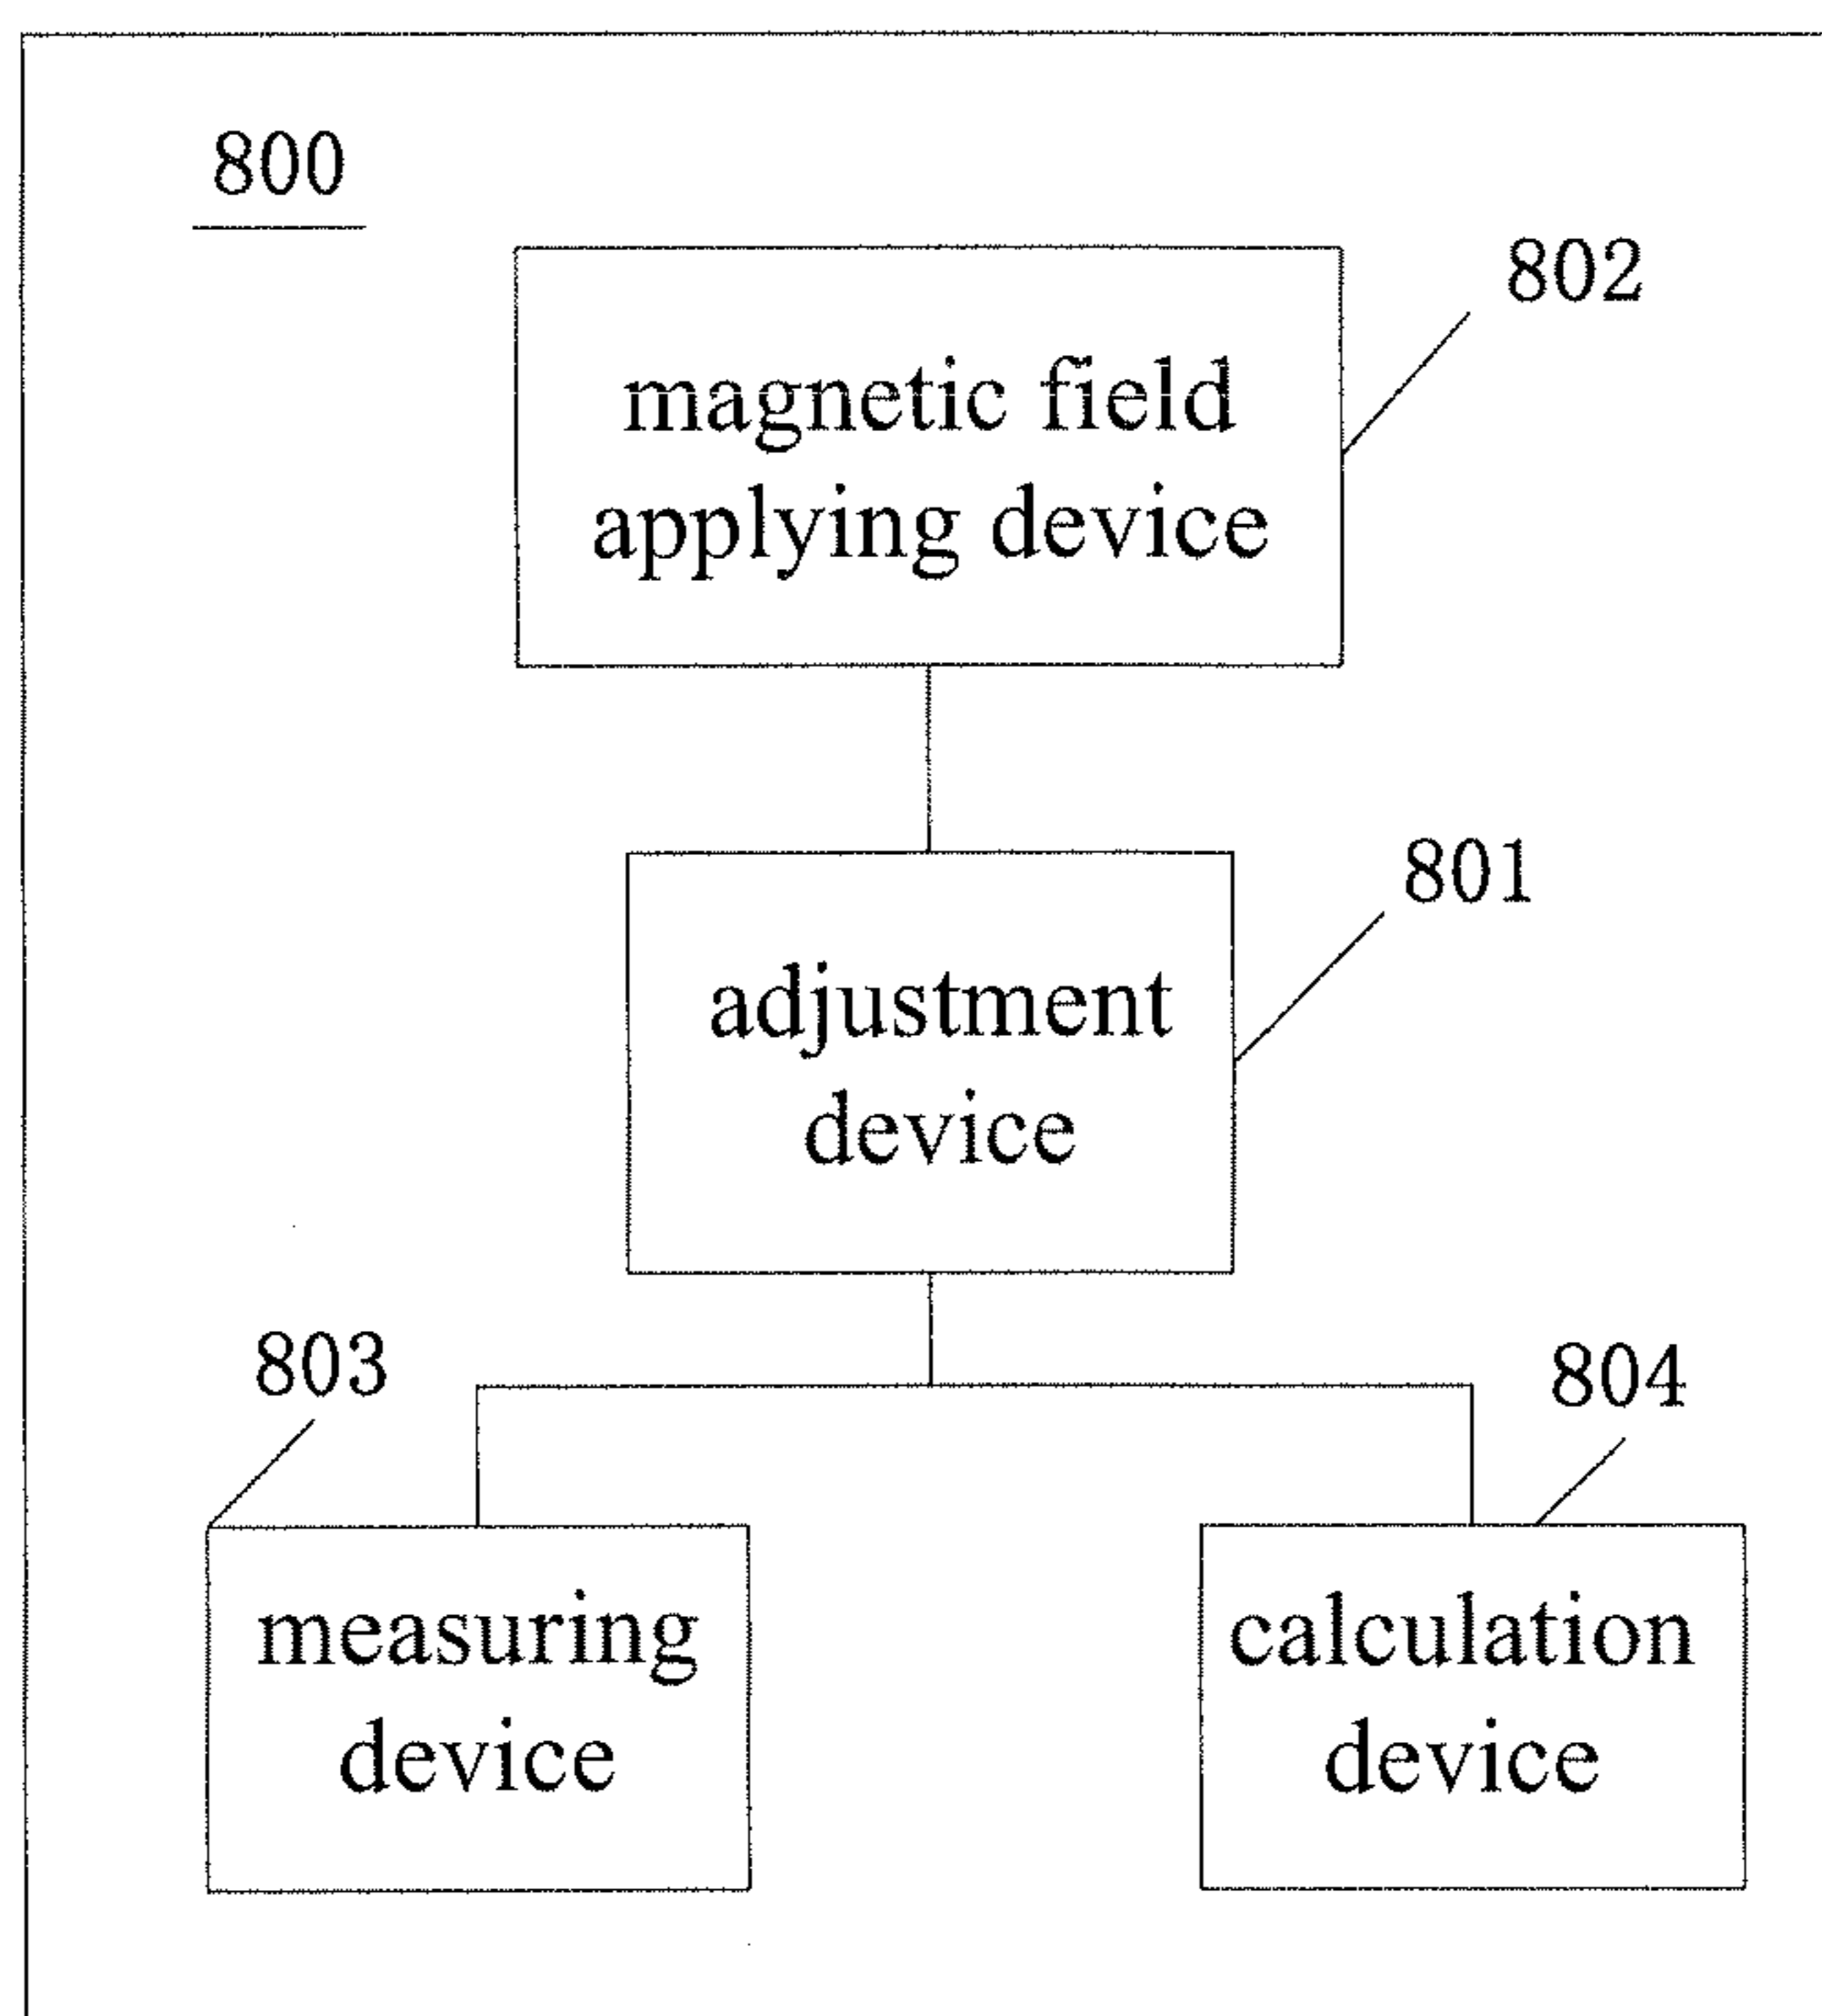 800
802
magnetic field
applying device
801
adjustment
device
803
804
measuring
device
calculation
device